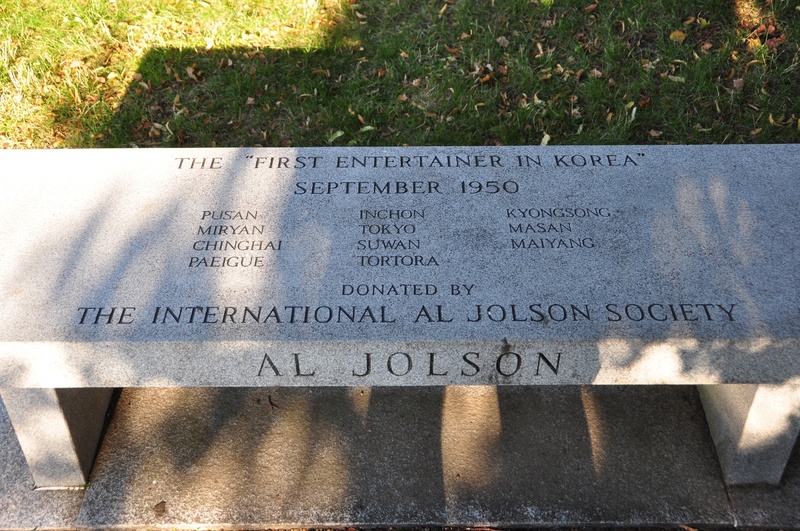 THE "FIRST ENTERTAINER IN KOREA"
SEPTEMBER 1950
PUSAN INCHON KYONGSONG
MIRYAN TOKYO MASAN
CHINGHAI SUWAN MAIYANG
PAEIGUE TORTORA
DONATED BY
THE INTERNATIONAL AL JOLSON SOCIETY
AL JOLSON